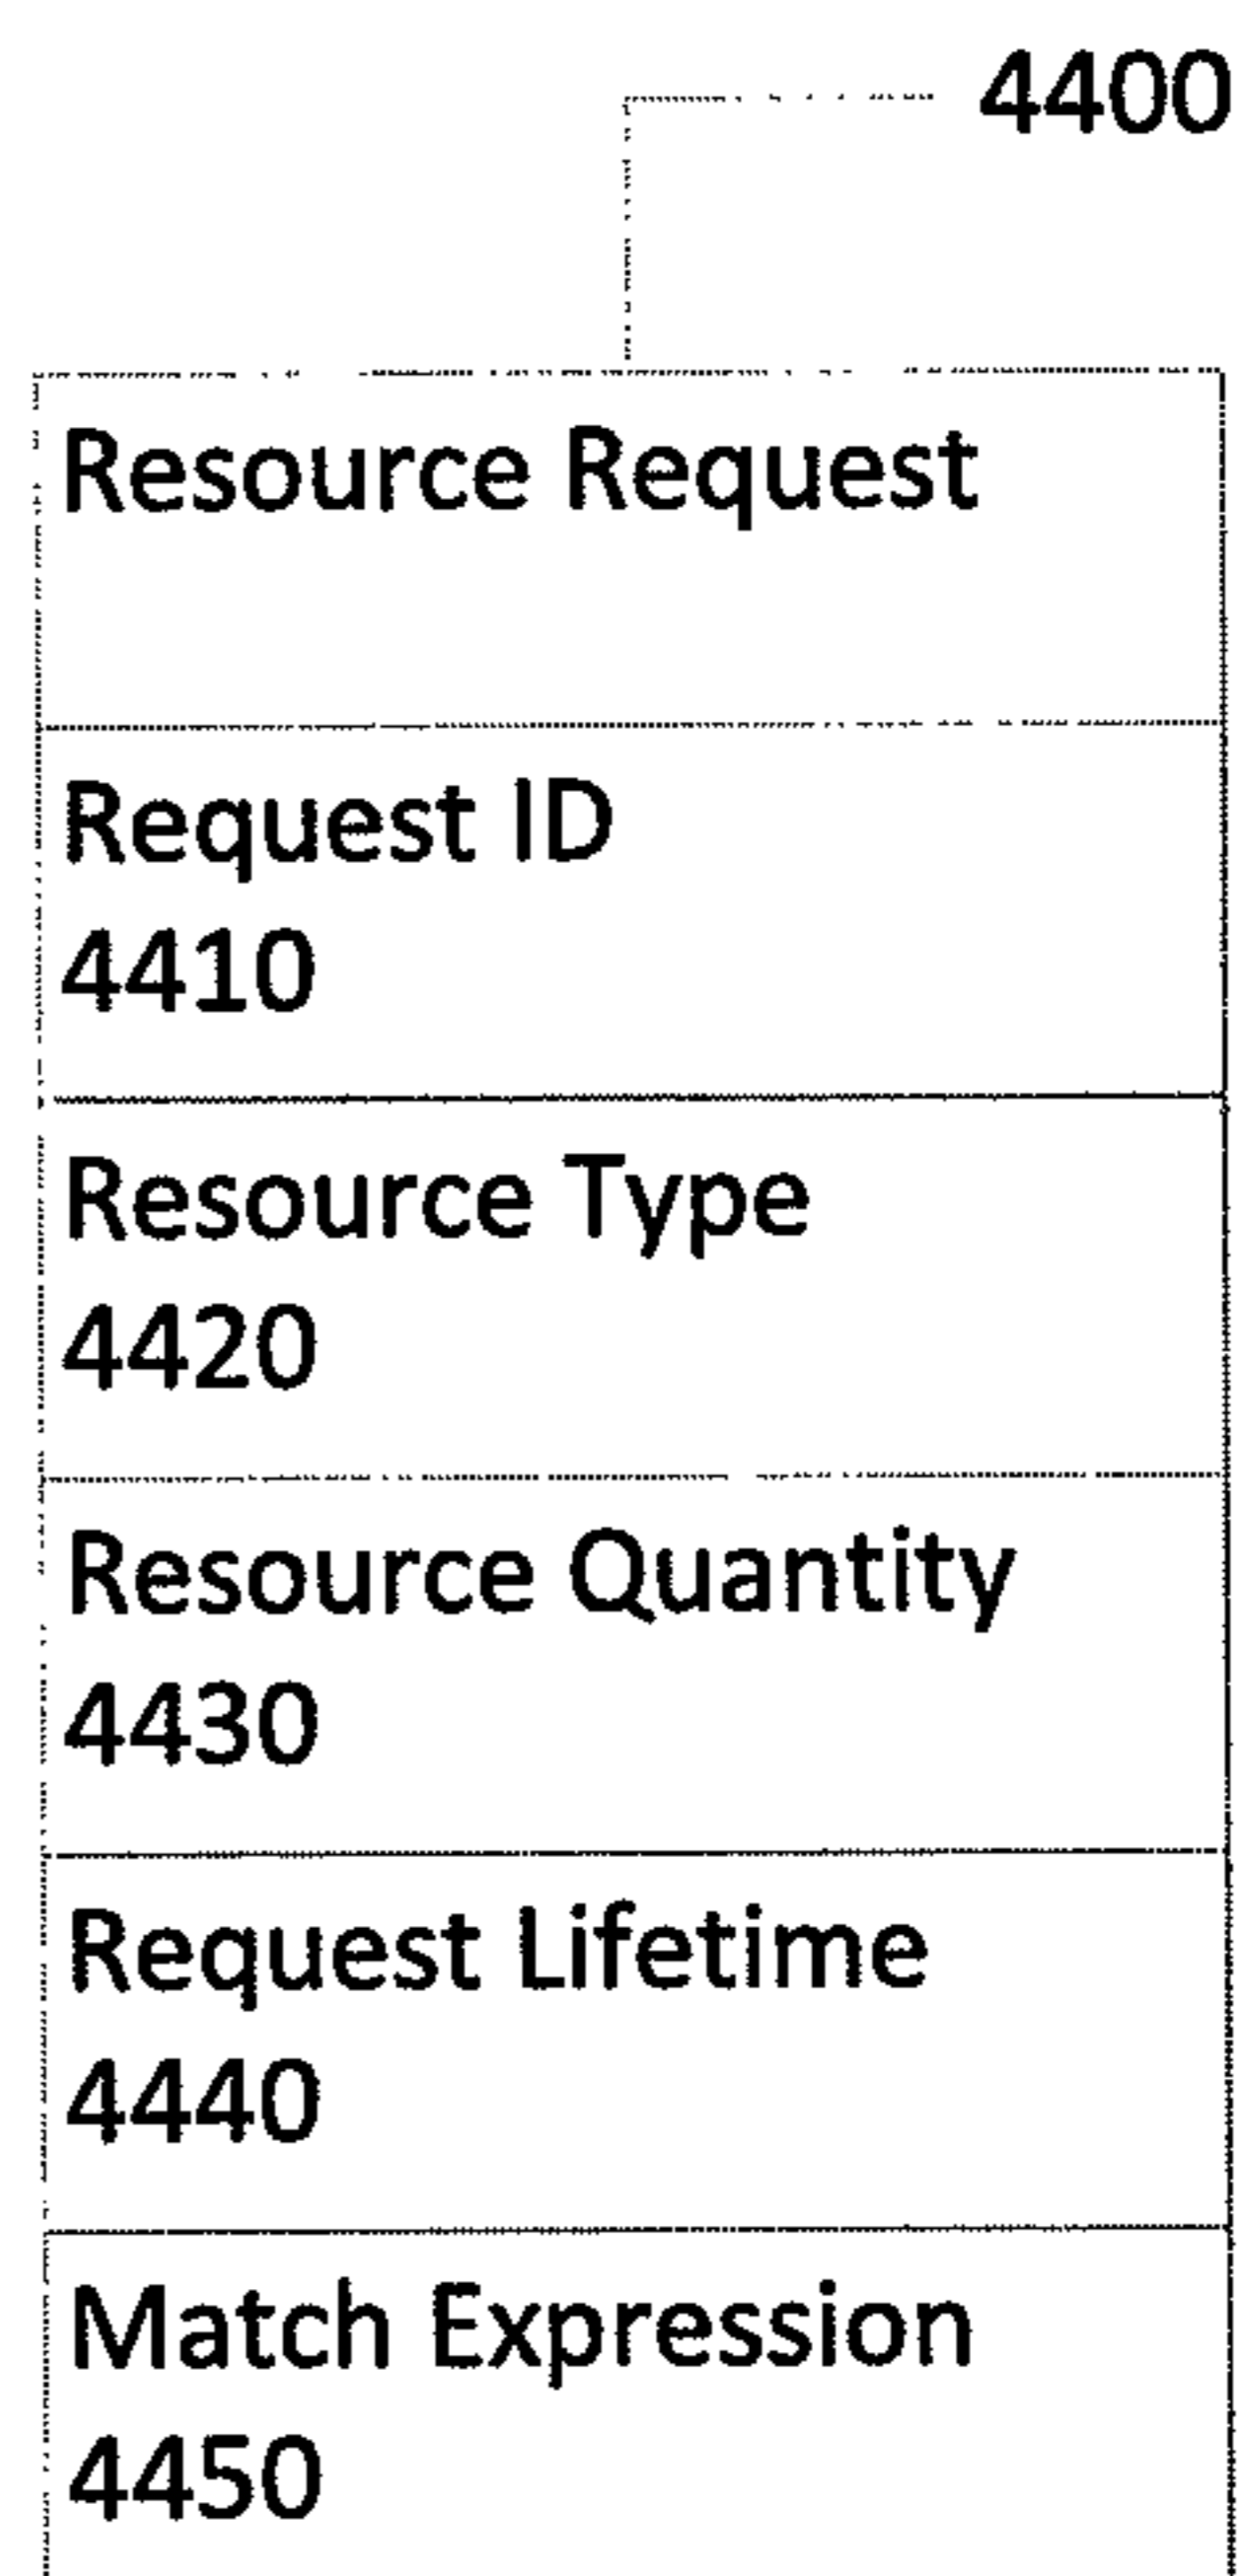 4400
Resource Request
Request ID
4410
Resource Type
4420
Resource Quantity
4430
Request Lifetime
4440
Match Expression
4450